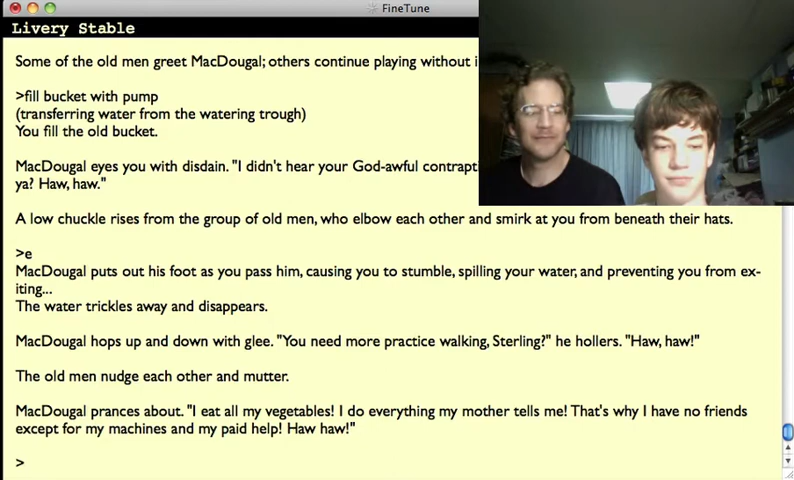 FineTune
Livery Stable
Some of the old men greet MacDougal; others continue playing without
>fill bucket with pump
(transferring water from the watering trough)
You fill the old bucket.
MacDougal eyes you with disdain. "I didn't hear your God-awful
ya? Haw, haw."
A low chuckle rises from the group of old men, who elbow each other and smirk at you from beneath their hats.
>e
MacDougal puts out his foot as you pass him, causing you to stumble, spilling your water, and preventing you from ex-
iting...
The water trickles away and disappears.
MacDougal hops up and down with glee. "You need more practice walking, Sterling?" he hollers. "Haw, haw!"
The old men nudge each other and mutter.
MacDougal prances about. "I eat all my vegetables! I do everything my mother tells me! That's why I have no friends
except for my machines and my paid help! Haw haw!"
>